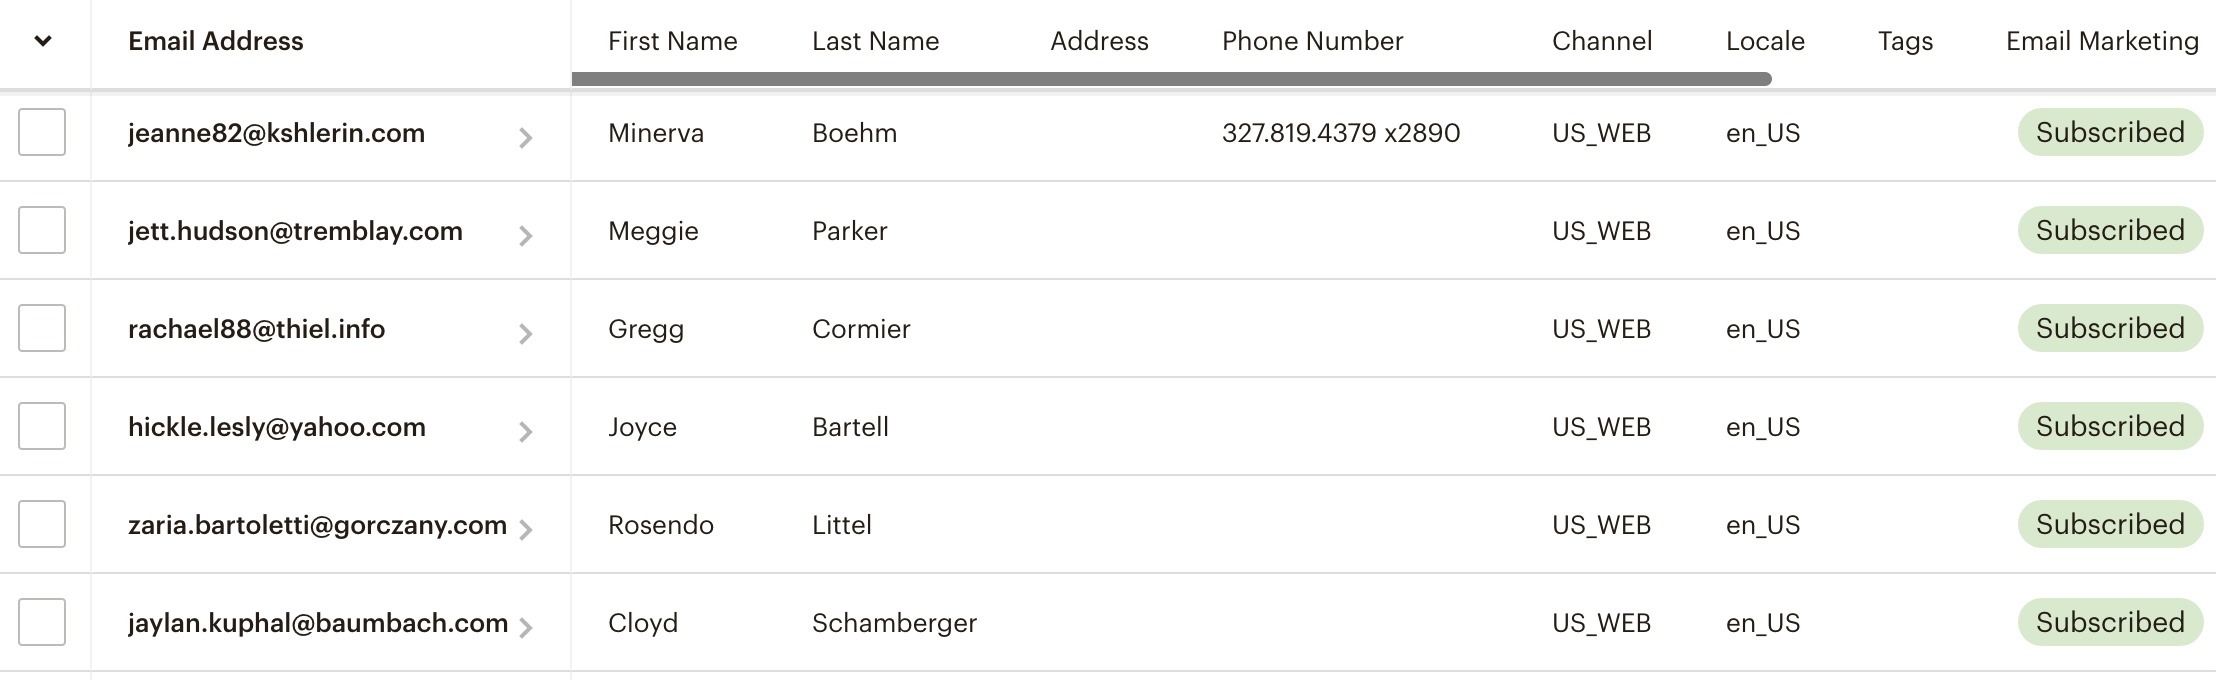 Email Address First Name Last Name Address Phone Number Channel Locale Tags Email Marketing
jeanne82@kshlerin.com Minerva Boehm 327.819.4379 x2890 US_WEB en_US Subscribed
jett.hudson@tremblay.com Meggie Parker US_WEB en_US Subscribed
rachael88@thiel.info Gregg Cormier US_WEB en_US Subscribed
hickle.lesly@yahoo.com Joyce Bartell US_WEB en_US Subscribed
zaria.bartoletti@gorczany.com Rosendo Littel US_WEB en_US Subscribed
jaylan.kuphal@baumbach.com Cloyd Schamberger US_WEB en_US Subscribed